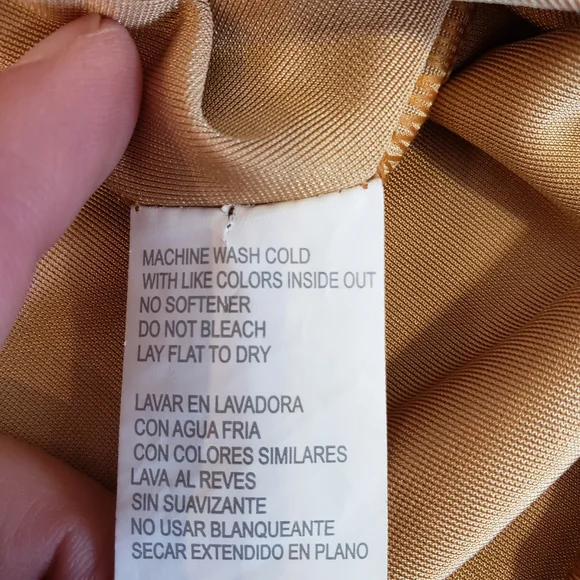 MACHINE WASH COLD
WITH LIKE COLORS INSIDE OUT
NO SOFTENER
DO NOT BLEACH
LAY FLAT TO DRY
LAVAR EN LAVADORA
CON AGUA FRIA
CON COLORES SIMILARES
LAVA AL REVES
SIN SUAVIZANTE
NO USAR BLANQUEANTE
SECAR EXTENDIDO EN PLANO